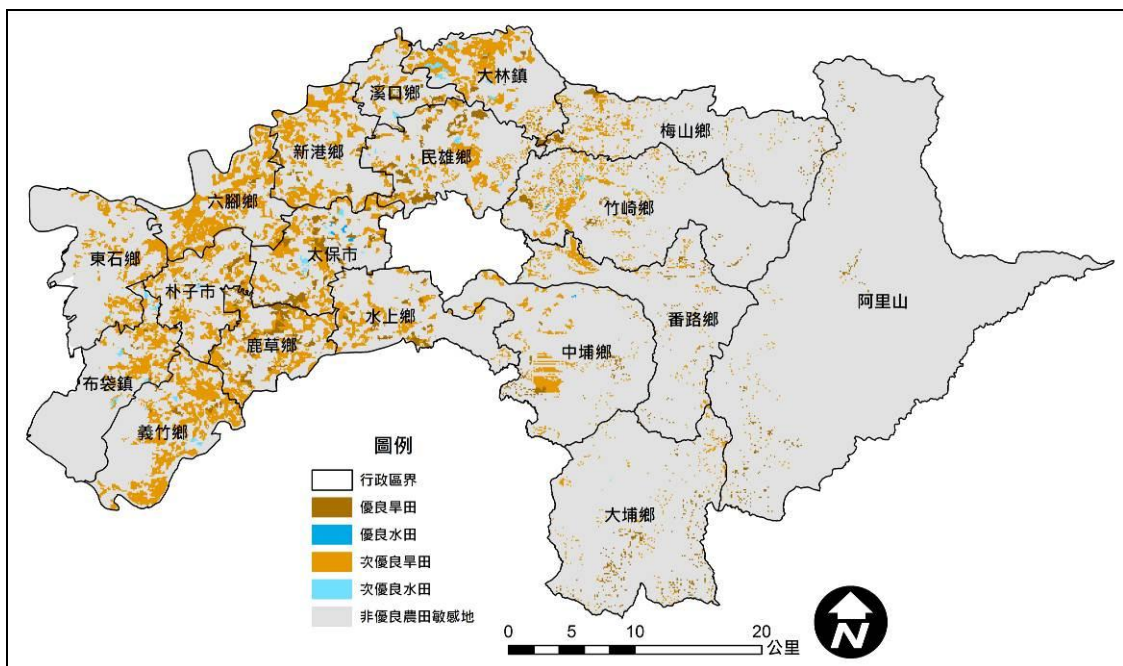 大林鎮
溪口鄉
梅山鄉
新港鄉
民雄鄉
六腳鄉
竹崎鄉
太保市
東石鄉
朴子市
阿里山
水上鄉
番路鄉
鹿草鄉
中埔鄉
布袋鎮
義竹鄉
大埔鄉
圖例
行政區界
優良旱田
優良水田
次優良旱田
次優良水田
非優良農田敏感地
0 5 10 20
公里
N